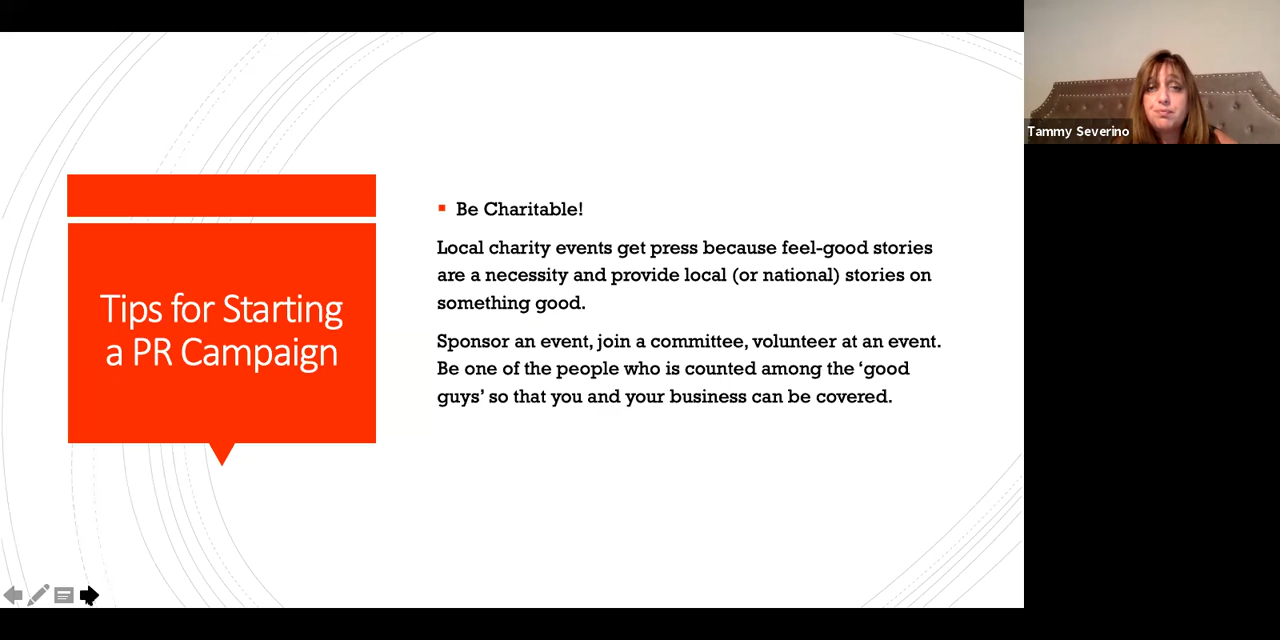 Tips for Starting
a PR Campaign
Be Charitable!
Local charity events get press because feel-good stories
are a necessity and provide local (or national) stories on
something good.
Sponsor an event, join a committee, volunteer at an event.
Be one of the people who is counted among the ‘good
guys’ so that you and your business can be covered.
Tammy Severino